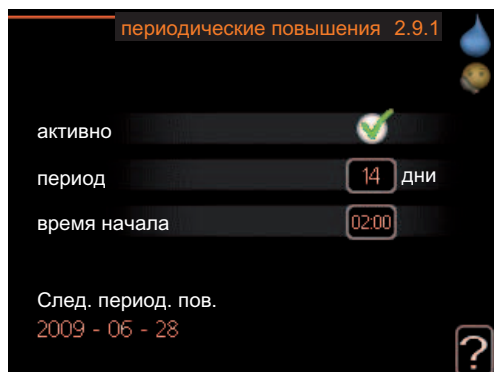 периодические повышения 2.9.1
активно
период 14 дни
время начала 02:00
След. период. пов.
2009 - 06 - 28
?